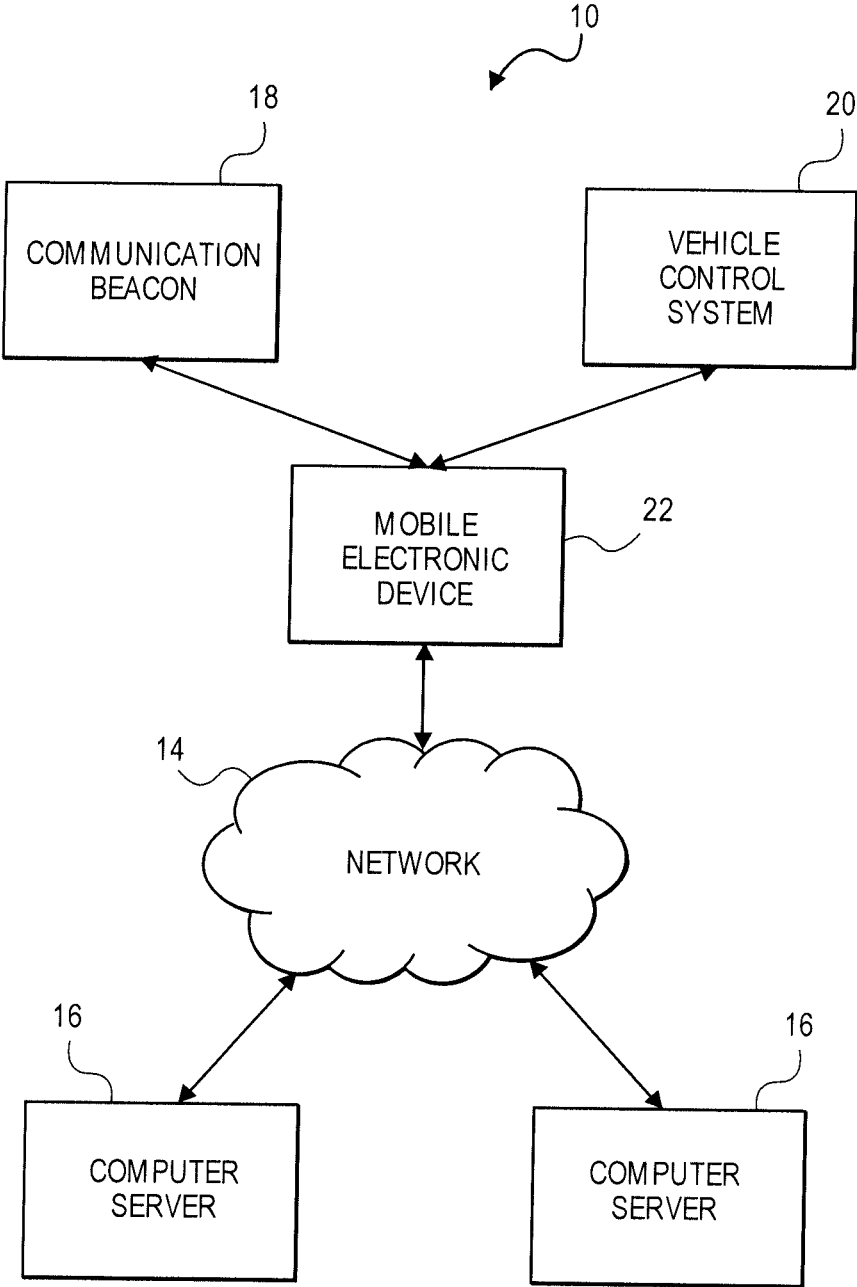 10
18
20
COMMUNICATION
BEACON
VEHICLE
CONTROL
SYSTEM
MOBILE
ELECTRONIC
DEVICE
22
14
NETWORK
16
16
COMPUTER
SERVER
COMPUTER
SERVER